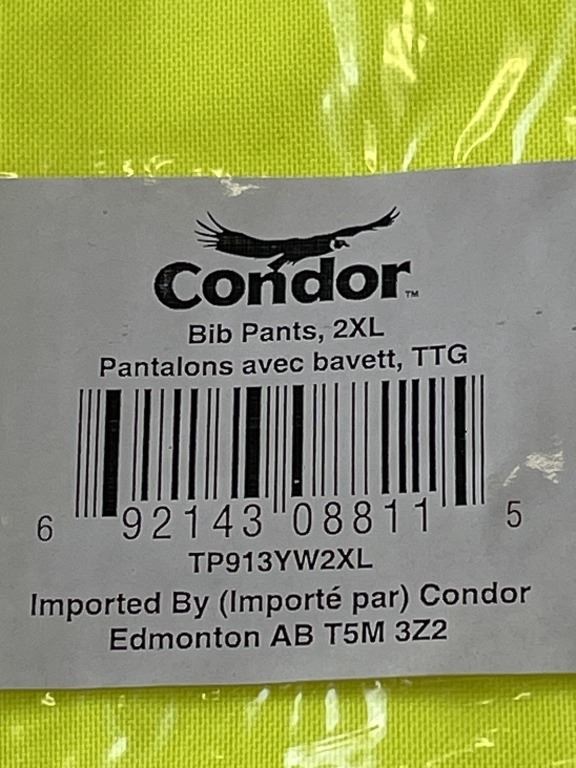 Condor™
Bib Pants, 2XL
Pantalons avec bavett, TTG
6 92143 08811 5
TP913YW2XL
Imported By (Importé par) Condor
Edmonton AB T5M 3Z2